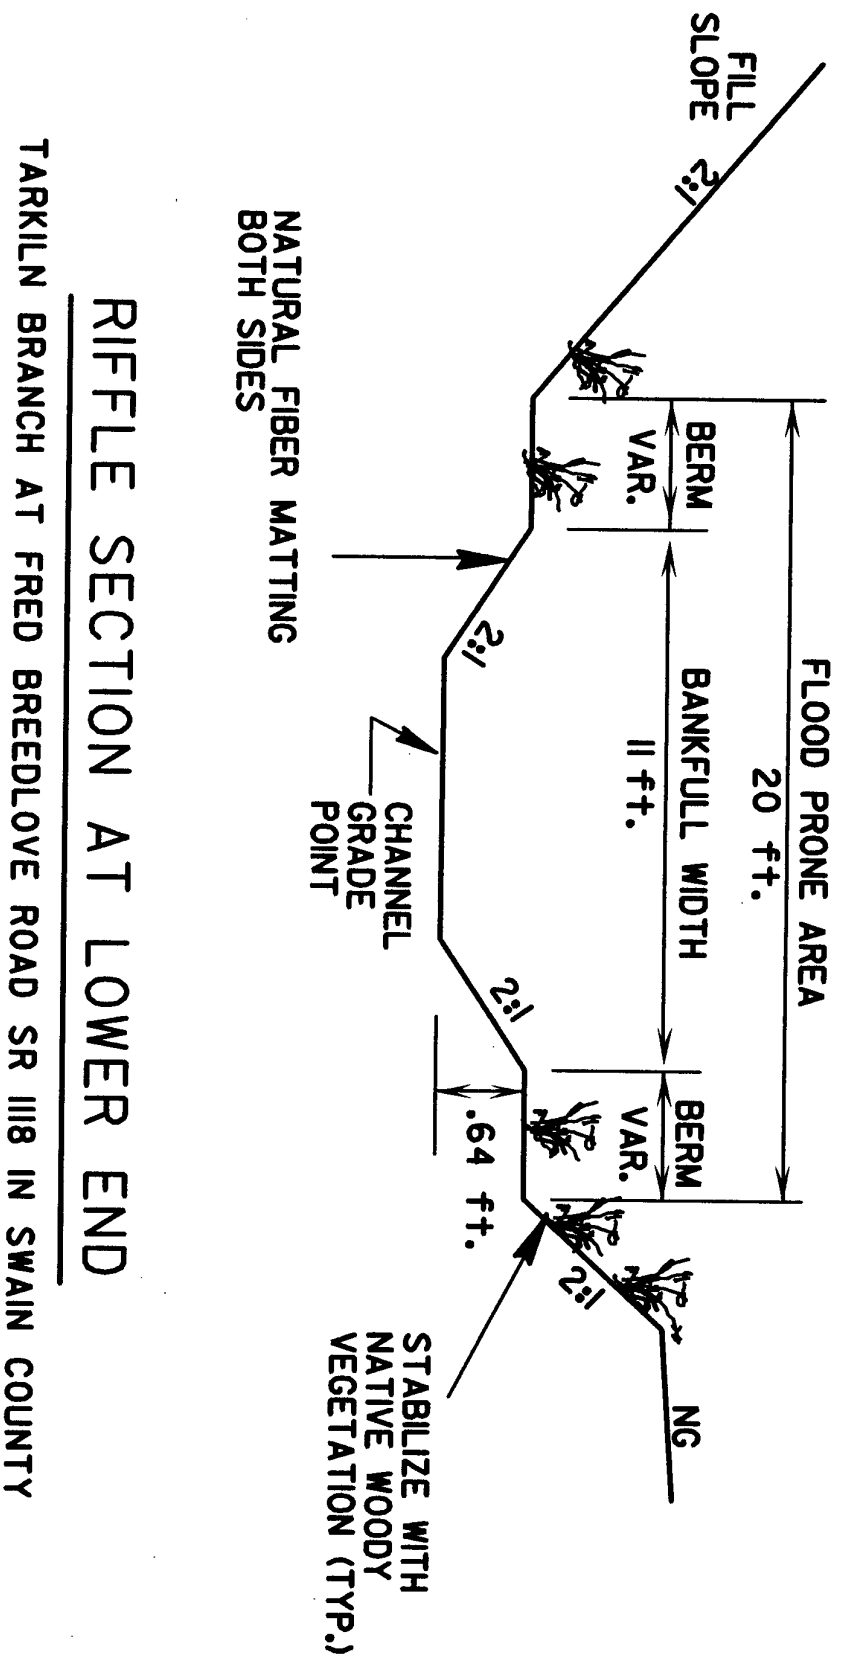 FLOOD PRONE AREA
20 ft.
BERM
VAR.
BANKFULL WIDTH
11 ft.
BERM
VAR.
FILL
SLOPE 2:1
2:1
2:1
2:1
NG
.64 ft.
CHANNEL
GRADE
POINT
NATURAL FIBER MATTING
BOTH SIDES
STABILIZE WITH
NATIVE WOODY
VEGETATION (TYP.)
RIFFLE SECTION AT LOWER END
TARKILN BRANCH AT FRED BREEDLOVE ROAD SR 1118 IN SWAIN COUNTY